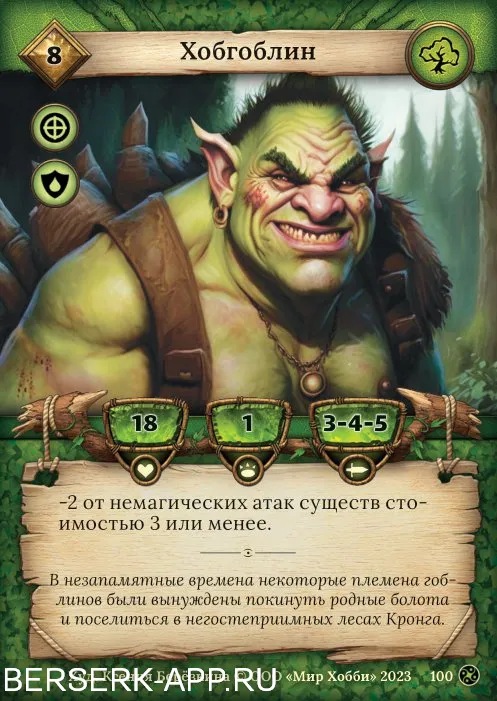 8
Хобгоблин
18
1
3-4-5
-2 от немагических атак существ сто-
имостью 3 или менее.
В незапамятные времена некоторые племена гоб-
линов были вынуждены покинуть родные болота
и поселиться в негостеприимных лесах Кронга.
Ксения Берёзкина © ООО «Мир Хобби» 2023 100
BERSERK-APP.RU